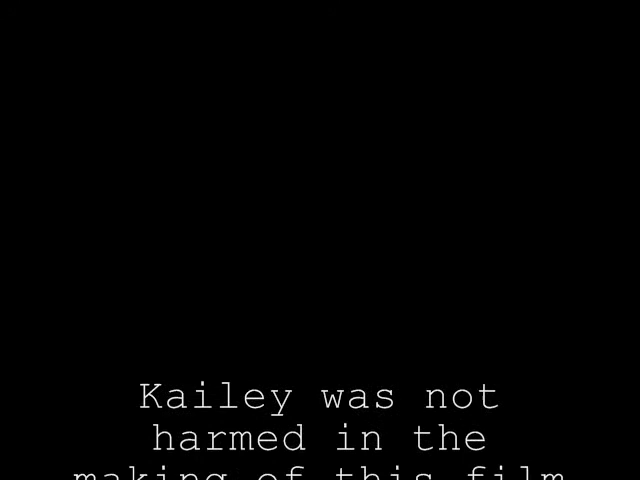 Kailey was not
harmed in the
making of this film